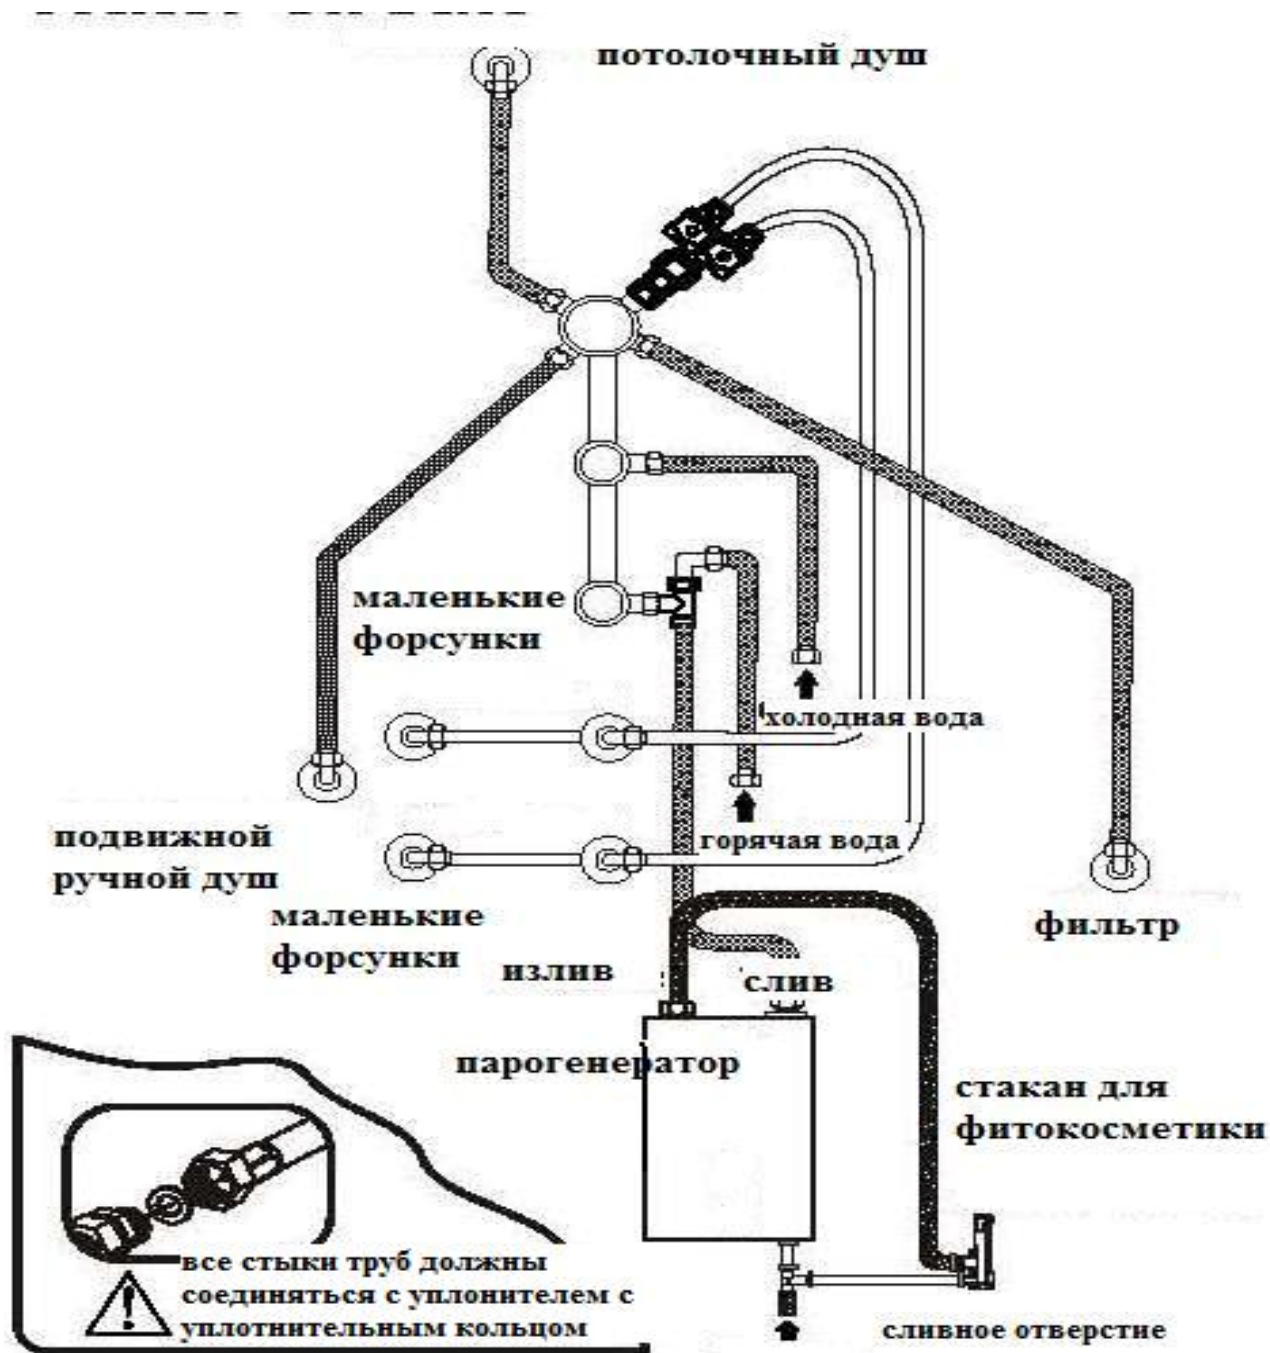 потолочный душ
маленькие
форсунки
холодная вода
подвижной
ручной душ
горячая вода
маленькие
форсунки
фильтр
излив
слив
парогенератор
стакан для
фитокосметики
все стыки труб должны
соединяться с уплонителем с
уплотнительным кольцом
сливное отверстие